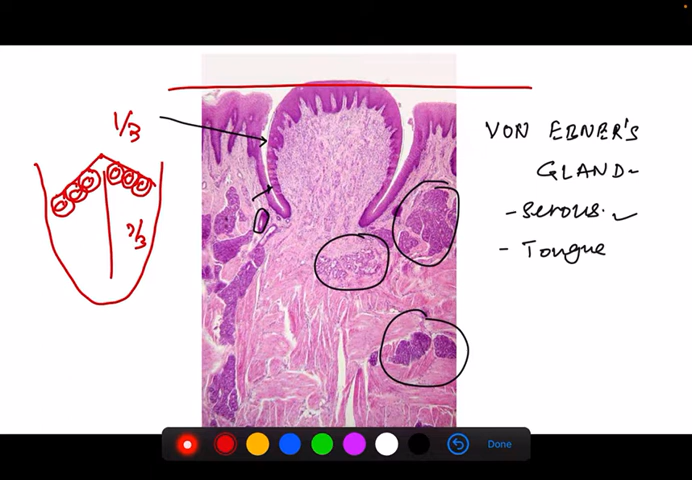 1/3
2/3
VON EBNER'S
GLAND
- Serous.
- Tongue
Done